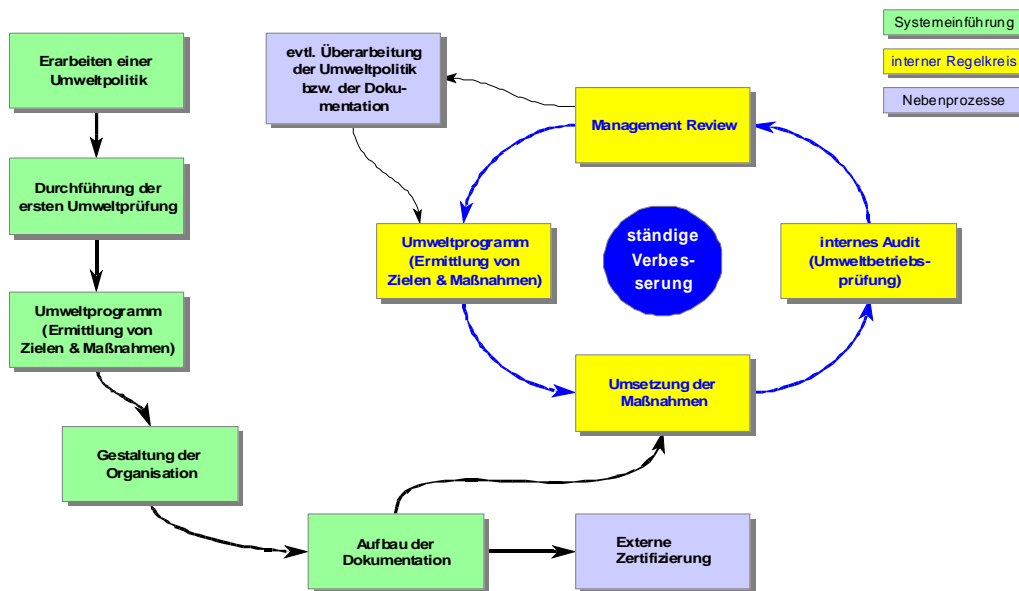 Systemeinführung
interner Regelkreis
Nebenprozesse
Erarbeiten einer
Umweltpolitik
Durchführung der
ersten Umweltprüfung
Umweltprogramm
(Ermittlung von
Zielen & Maßnahmen)
Gestaltung der
Organisation
Aufbau der
Dokumentation
Externe
Zertifizierung
evtl. Überarbeitung
der Umweltpolitik
bzw. der Doku-
mentation
Management Review
Umweltprogramm
(Ermittlung von
Zielen & Maßnahmen)
ständige
Verbes-
serung
internes Audit
(Umweltbetriebs-
prüfung)
Umsetzung der
Maßnahmen